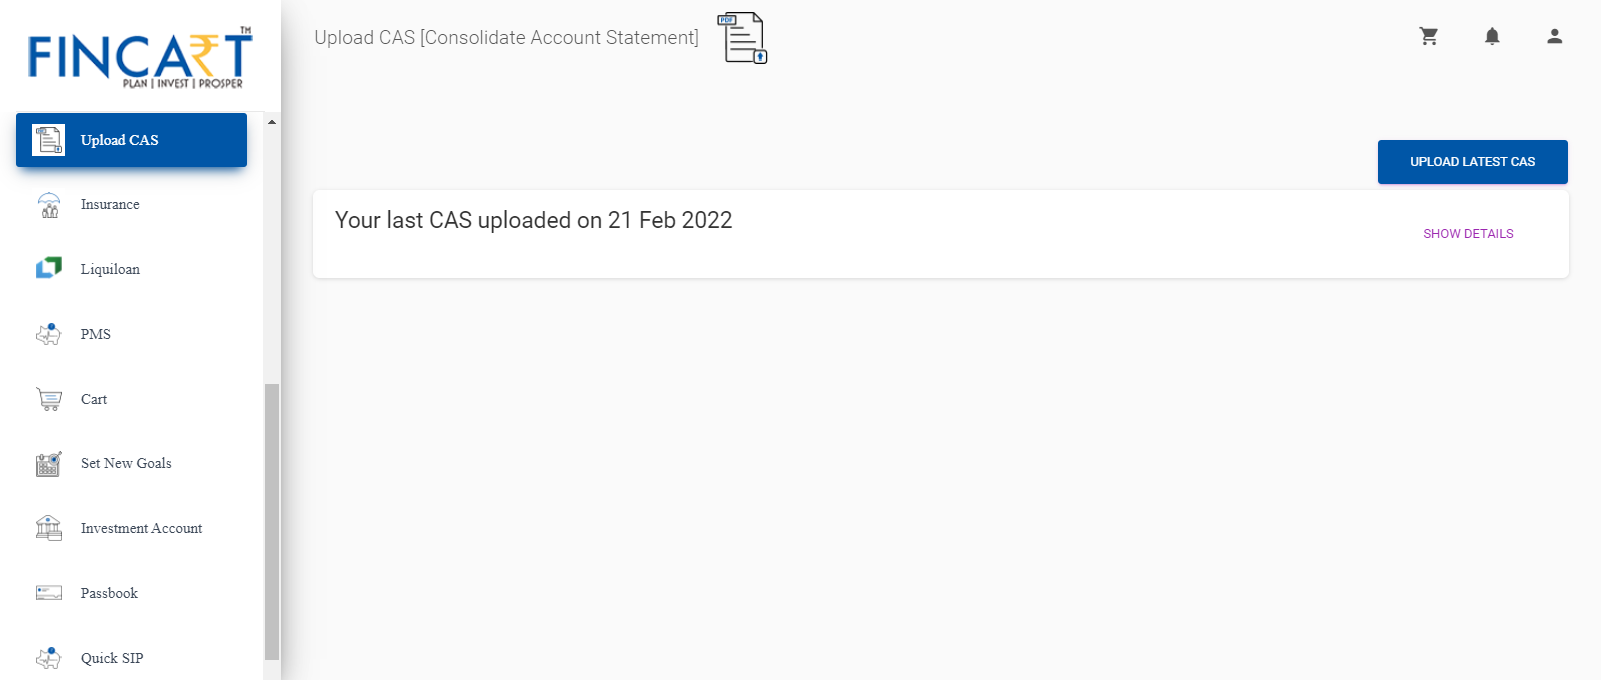 FINCART TM
PLAN | INVEST | PROSPER
Upload CAS [Consolidate Account Statement]
PDF
Upload CAS
Insurance
Liquiloan
PMS
Cart
Set New Goals
Investment Account
Passbook
Quick SIP
UPLOAD LATEST CAS
Your last CAS uploaded on 21 Feb 2022
SHOW DETAILS